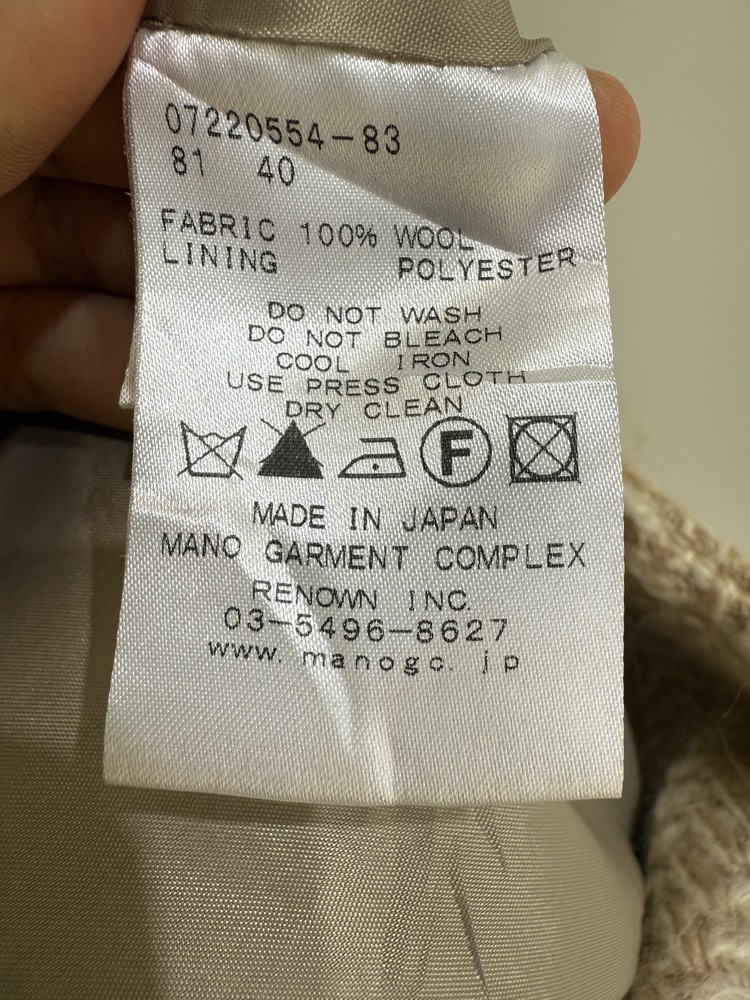 07220554-83
81 40
FABRIC 100% WOOL
LINING POLYESTER
DO NOT WASH
DO NOT BLEACH
COOL IRON
USE PRESS CLOTH
DRY CLEAN
F
MADE IN JAPAN
MANO GARMENT COMPLEX
RENOWN INC.
03-5496-8627
www.manogc.jp